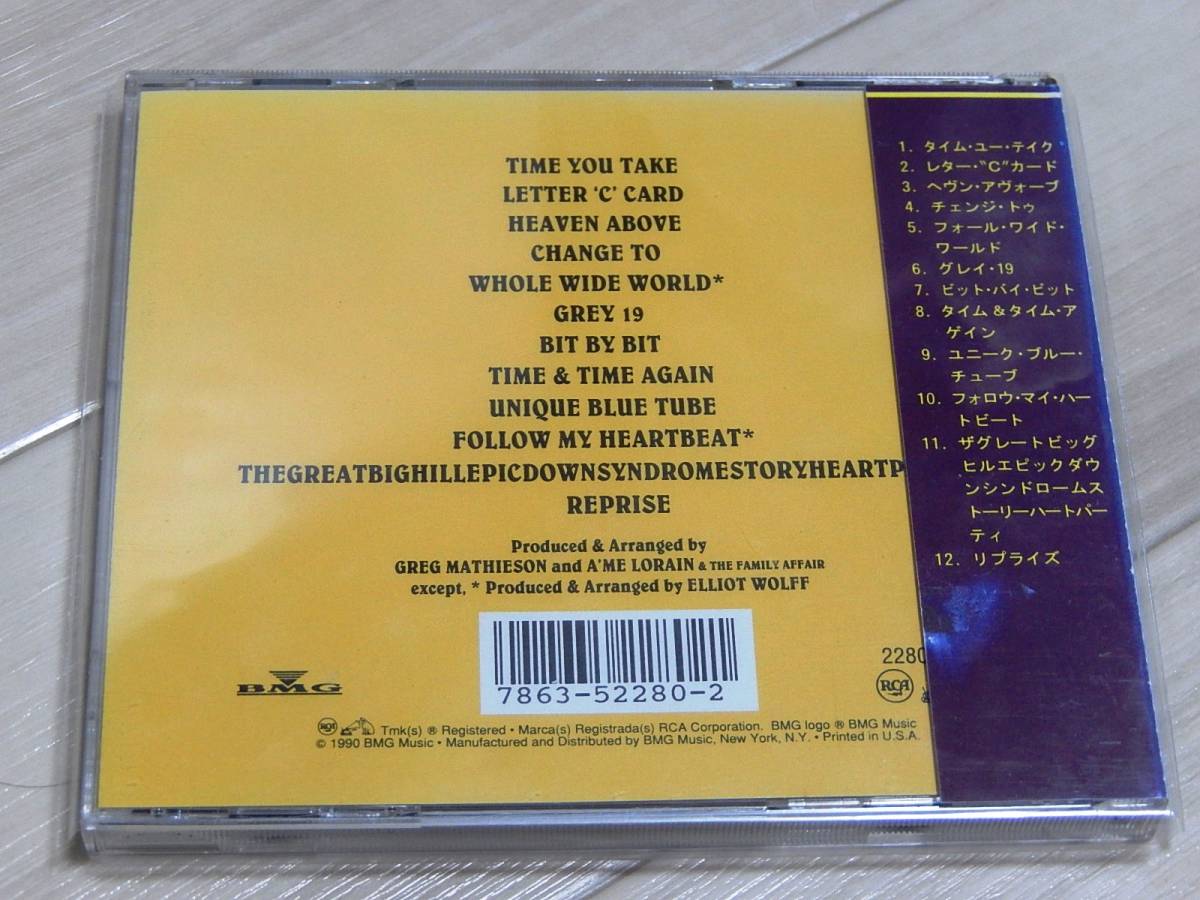 TIME YOU TAKE
LETTER 'C' CARD
HEAVEN ABOVE
CHANGE TO
WHOLE WIDE WORLD*
GREY 19
BIT BY BIT
TIME & TIME AGAIN
UNIQUE BLUE TUBE
FOLLOW MY HEARTBEAT*
THEGREATBIGHILLEPICDOWNSYNDROMESTORYHEARTP
REPRISE
Produced & Arranged by
GREG MATHIESON and A'ME LORAIN & THE FAMILY AFFAIR
except, * Produced & Arranged by ELLIOT WOLFF
7863-52280-2
BMG
2280
RCA
Tmk(s) ® Registered • Marca(s) Registrada(s) RCA Corporation. BMG logo ® BMG Music
© 1990 BMG Music • Manufactured and Distributed by BMG Music, New York, N.Y. • Printed in U.S.A.
1. タイム・ユー・テイク
2. レター・"C"カード
3. ヘヴン・アヴォーブ
4. チェンジ・トゥ
5. フォール・ワイド・
ワールド
6. グレイ・19
7. ビット・バイ・ビット
8. タイム&タイム・ア
ゲイン
9. ユニーク・ブルー・
チューブ
10. フォロウ・マイ・ハー
トビート
11. ザグレートビッグ
ヒルエピックダウ
ンシンドロームス
トーリーハートパー
ティ
12. リプライズ